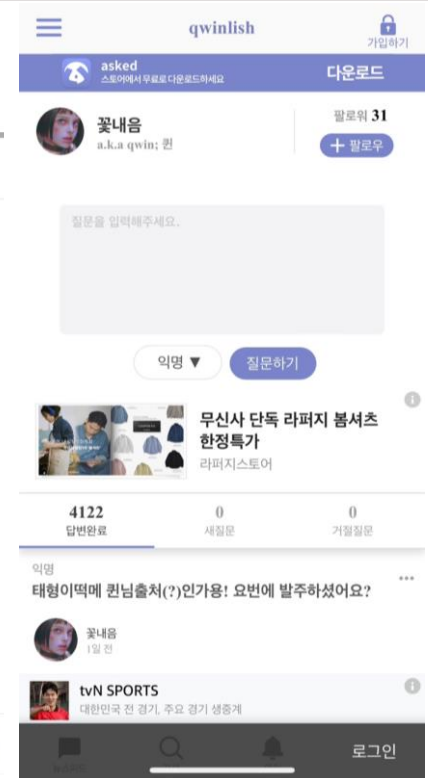 qwinlish
가입하기
asked
스토어에서 무료로 다운로드하세요
다운로드
꽃내음
a.k.a qwin; 퀸
팔로워 31
+ 팔로우
질문을 입력해주세요.
익명 ▼
질문하기
무신사 단독 라퍼지 봄셔츠
한정특가
라퍼지스토어
4122
답변완료
0
새질문
0
거절질문
익명
태형이떡메 퀸님출처(?)인가용! 요번에 발주하셨어요?
꽃내음
1일 전
tvN SPORTS
대한민국 전 경기, 주요 경기 생중계
로그인